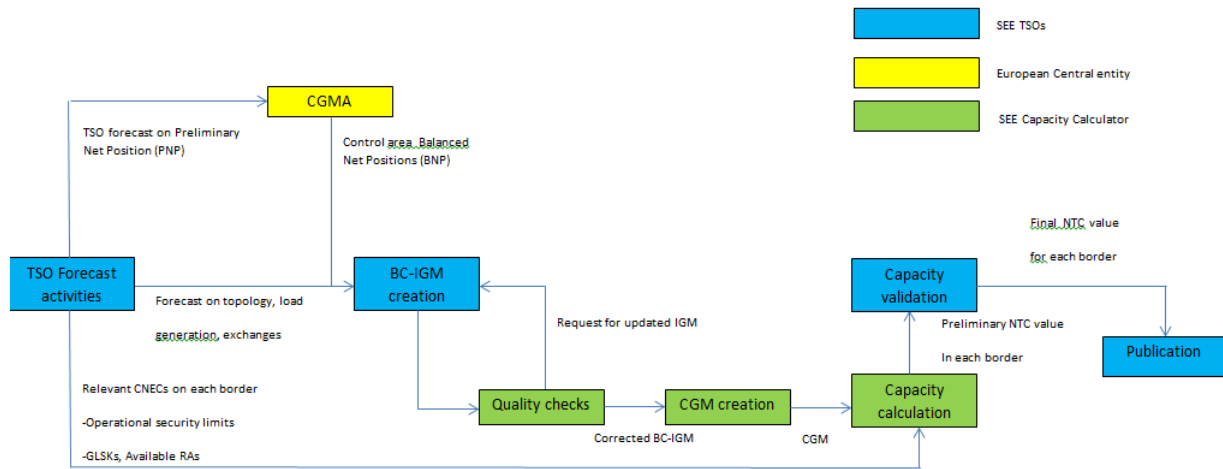 SEE TSOs
European Central entity
SEE Capacity Calculator
CGMA
TSO forecast on Preliminary
Net Position (PNP)
Control area Balanced
Net Positions (BNP)
TSO Forecast
activities
Forecast on topology, load
generation, exchanges
BC-IGM
creation
Request for updated IGM
Relevant CNECs on each border
-Operational security limits
-GLSKs, Available RAs
Quality checks
Corrected BC-IGM
CGM creation
CGM
Capacity
calculation
Preliminary NTC value
In each border
Capacity
validation
Final NTC value
for each border
Publication